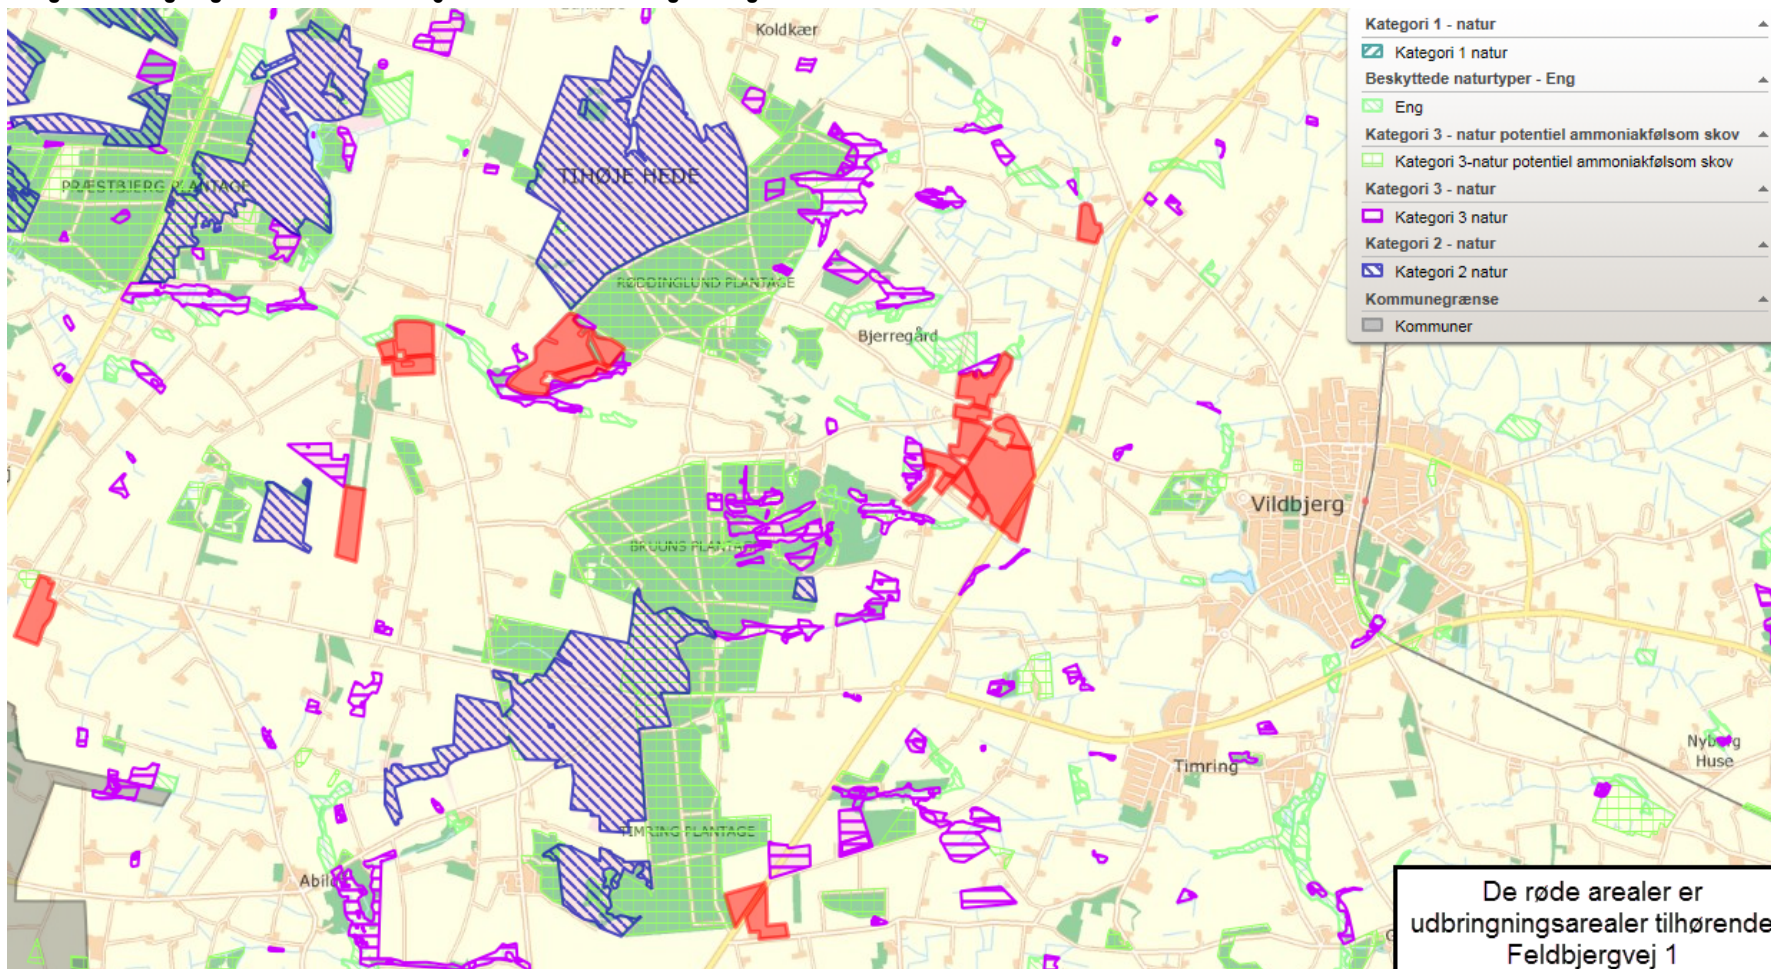 Koldkær
TIHØJE HEDE
PRÆSTBJERG PLANTAGE
RØDDINGLUND PLANTAGE
Bjerregård
Vildbjerg
BRUUNS PLANTAGE
Timring
Nybjerg
Huse
TIMRING PLANTAGE
Kategori 1 - natur
Kategori 1 natur
Beskyttede naturtyper - Eng
Eng
Kategori 3 - natur potentiel ammoniakfølsom skov
Kategori 3-natur potentiel ammoniakfølsom skov
Kategori 3 - natur
Kategori 3 natur
Kategori 2 - natur
Kategori 2 natur
Kommunegrænse
Kommuner
De røde arealer er
udbringningsarealer tilhørende
Feldbjergvej 1